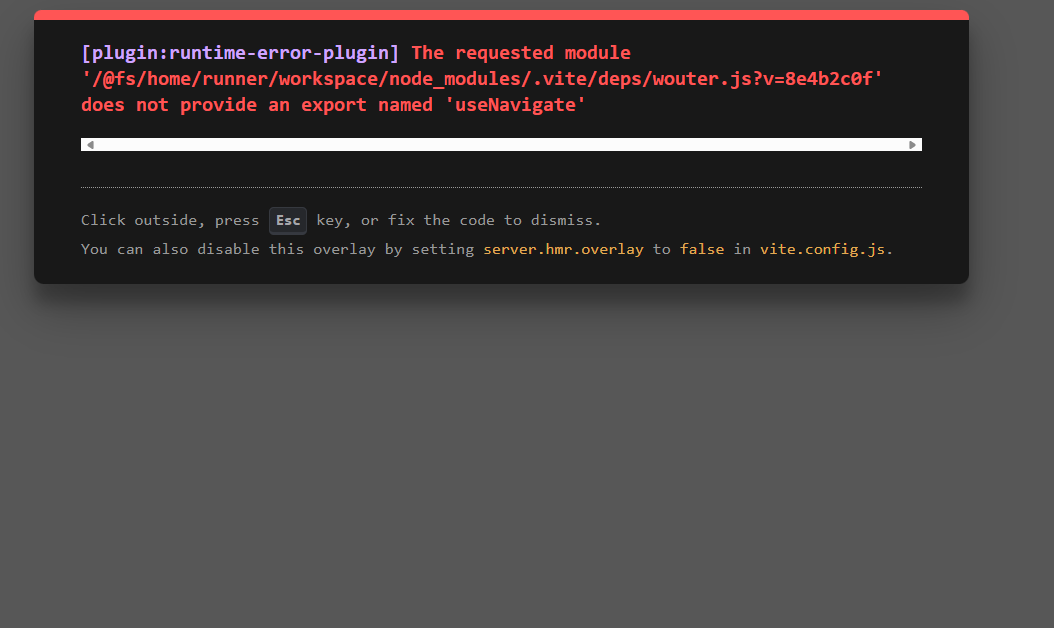 [plugin:runtime-error-plugin] The requested module
'/@fs/home/runner/workspace/node_modules/.vite/deps/wouter.js?v=8e4b2c0f'
does not provide an export named 'useNavigate'
Click outside, press Esc key, or fix the code to dismiss.
You can also disable this overlay by setting server.hmr.overlay to false in vite.config.js.